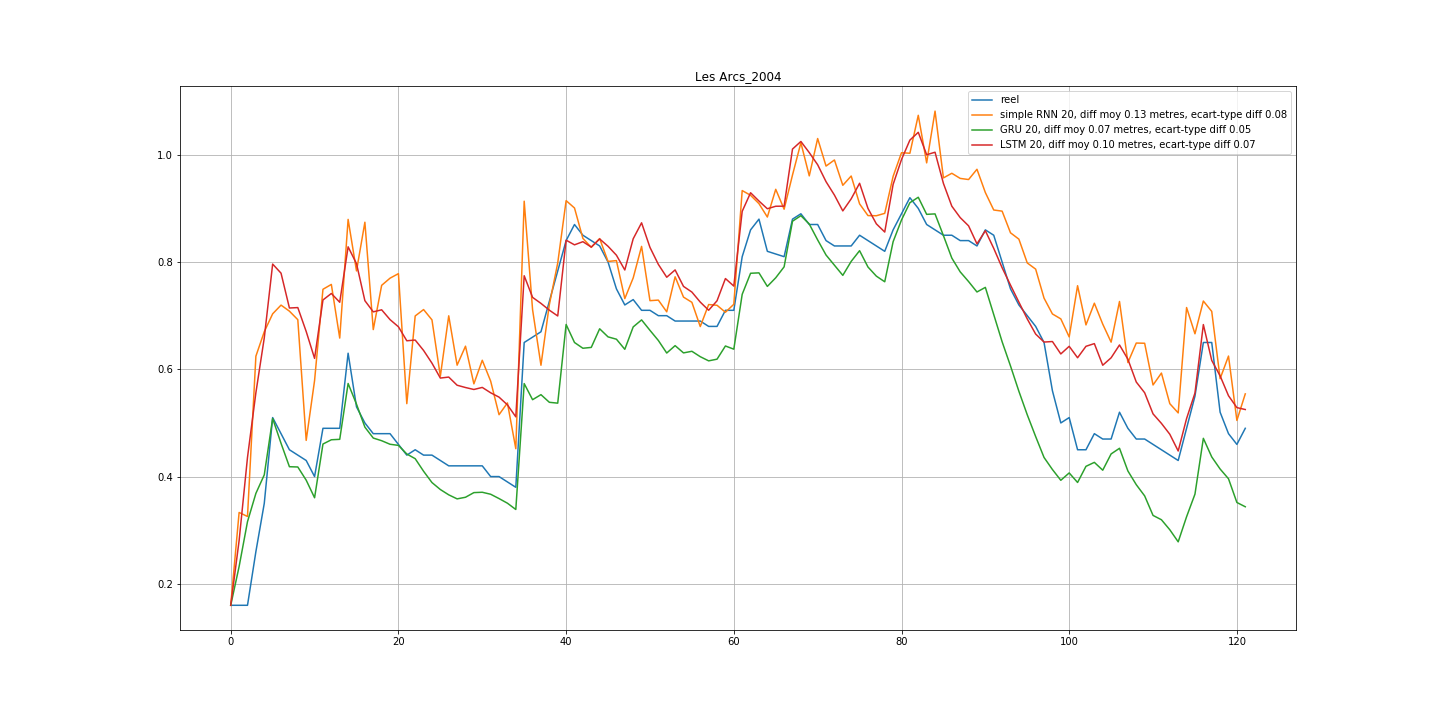 Les Arcs_2004
reel
simple RNN 20, diff moy 0.13 metres, ecart-type diff 0.08
GRU 20, diff moy 0.07 metres, ecart-type diff 0.05
LSTM 20, diff moy 0.10 metres, ecart-type diff 0.07
1.0
0.8
0.6
0.4
0.2
0 20 40 60 80 100 120